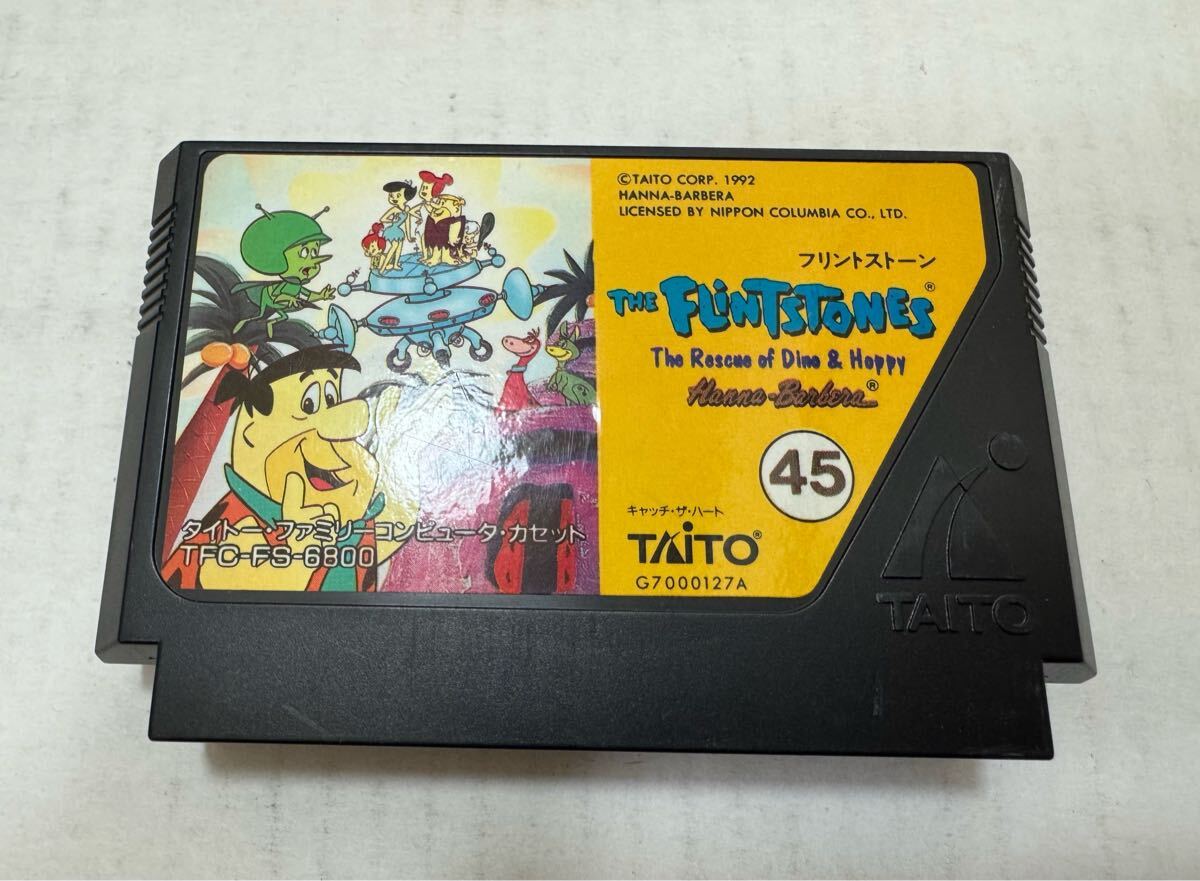 ©TAITO CORP. 1992
HANNA-BARBERA
LICENSED BY NIPPON COLUMBIA CO., LTD.
フリントストーン
THE FLINTSTONES®
The Rescue of Dino & Hoppy
Hanna-Barbera®
45
キャッチ・ザ・ハート
TAITO®
G7000127A
タイトー・ファミリーコンピュータ・カセット
TFC-FS-6800
TAITO